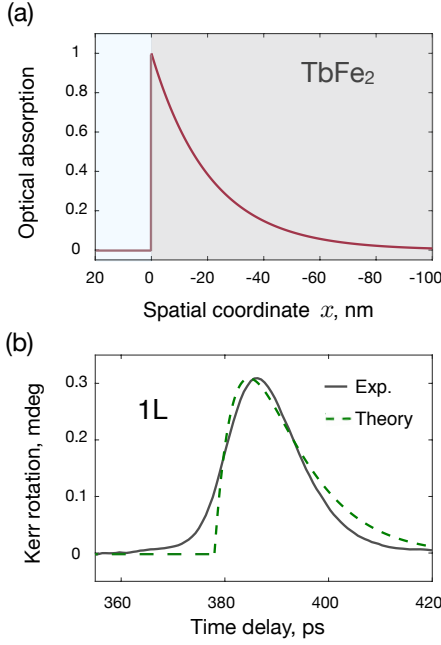 (a)
Optical absorption
1
0.8
0.6
0.4
0.2
0
TbFe₂
20 0 -20 -40 -60 -80 -100
Spatial coordinate x, nm
(b)
Kerr rotation, mdeg
0.3
0.2
0.1
0
1L
Exp.
Theory
360 380 400 420
Time delay, ps